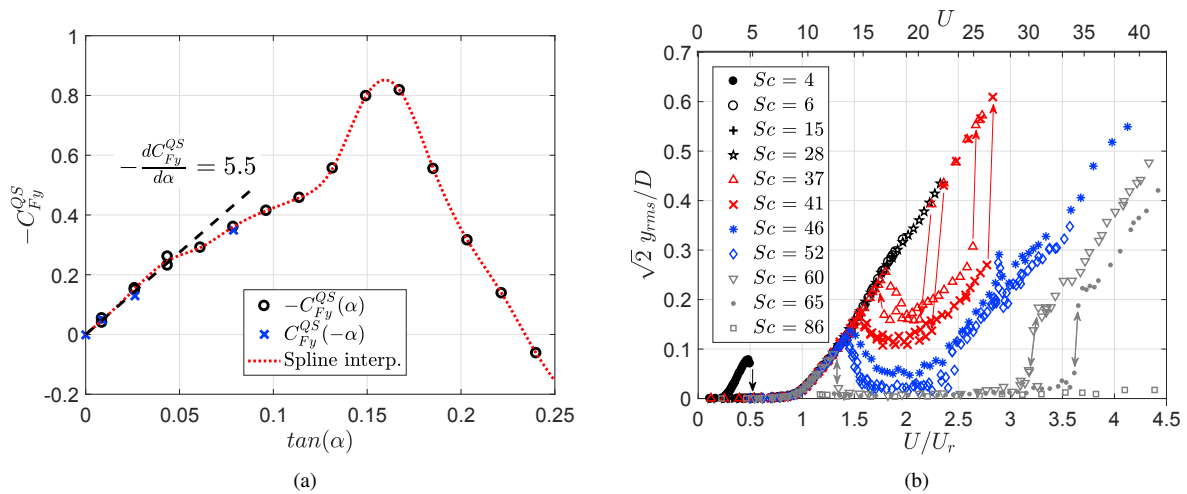 1
0.8
0.6
0.4
0.2
0
-0.2
−C_{Fy}^{QS}
−\frac{dC_{Fy}^{QS}}{dα} = 5.5
−C_{Fy}^{QS}(α)
C_{Fy}^{QS}(−α)
Spline interp.
0 0.05 0.1 0.15 0.2 0.25
tan(α)
(a)
U
0 5 10 15 20 25 30 35 40
0.7
0.6
0.5
0.4
0.3
0.2
0.1
0
√2 y_{rms}/D
Sc = 4
Sc = 6
Sc = 15
Sc = 28
Sc = 37
Sc = 41
Sc = 46
Sc = 52
Sc = 60
Sc = 65
Sc = 86
0 0.5 1 1.5 2 2.5 3 3.5 4 4.5
U/U_r
(b)